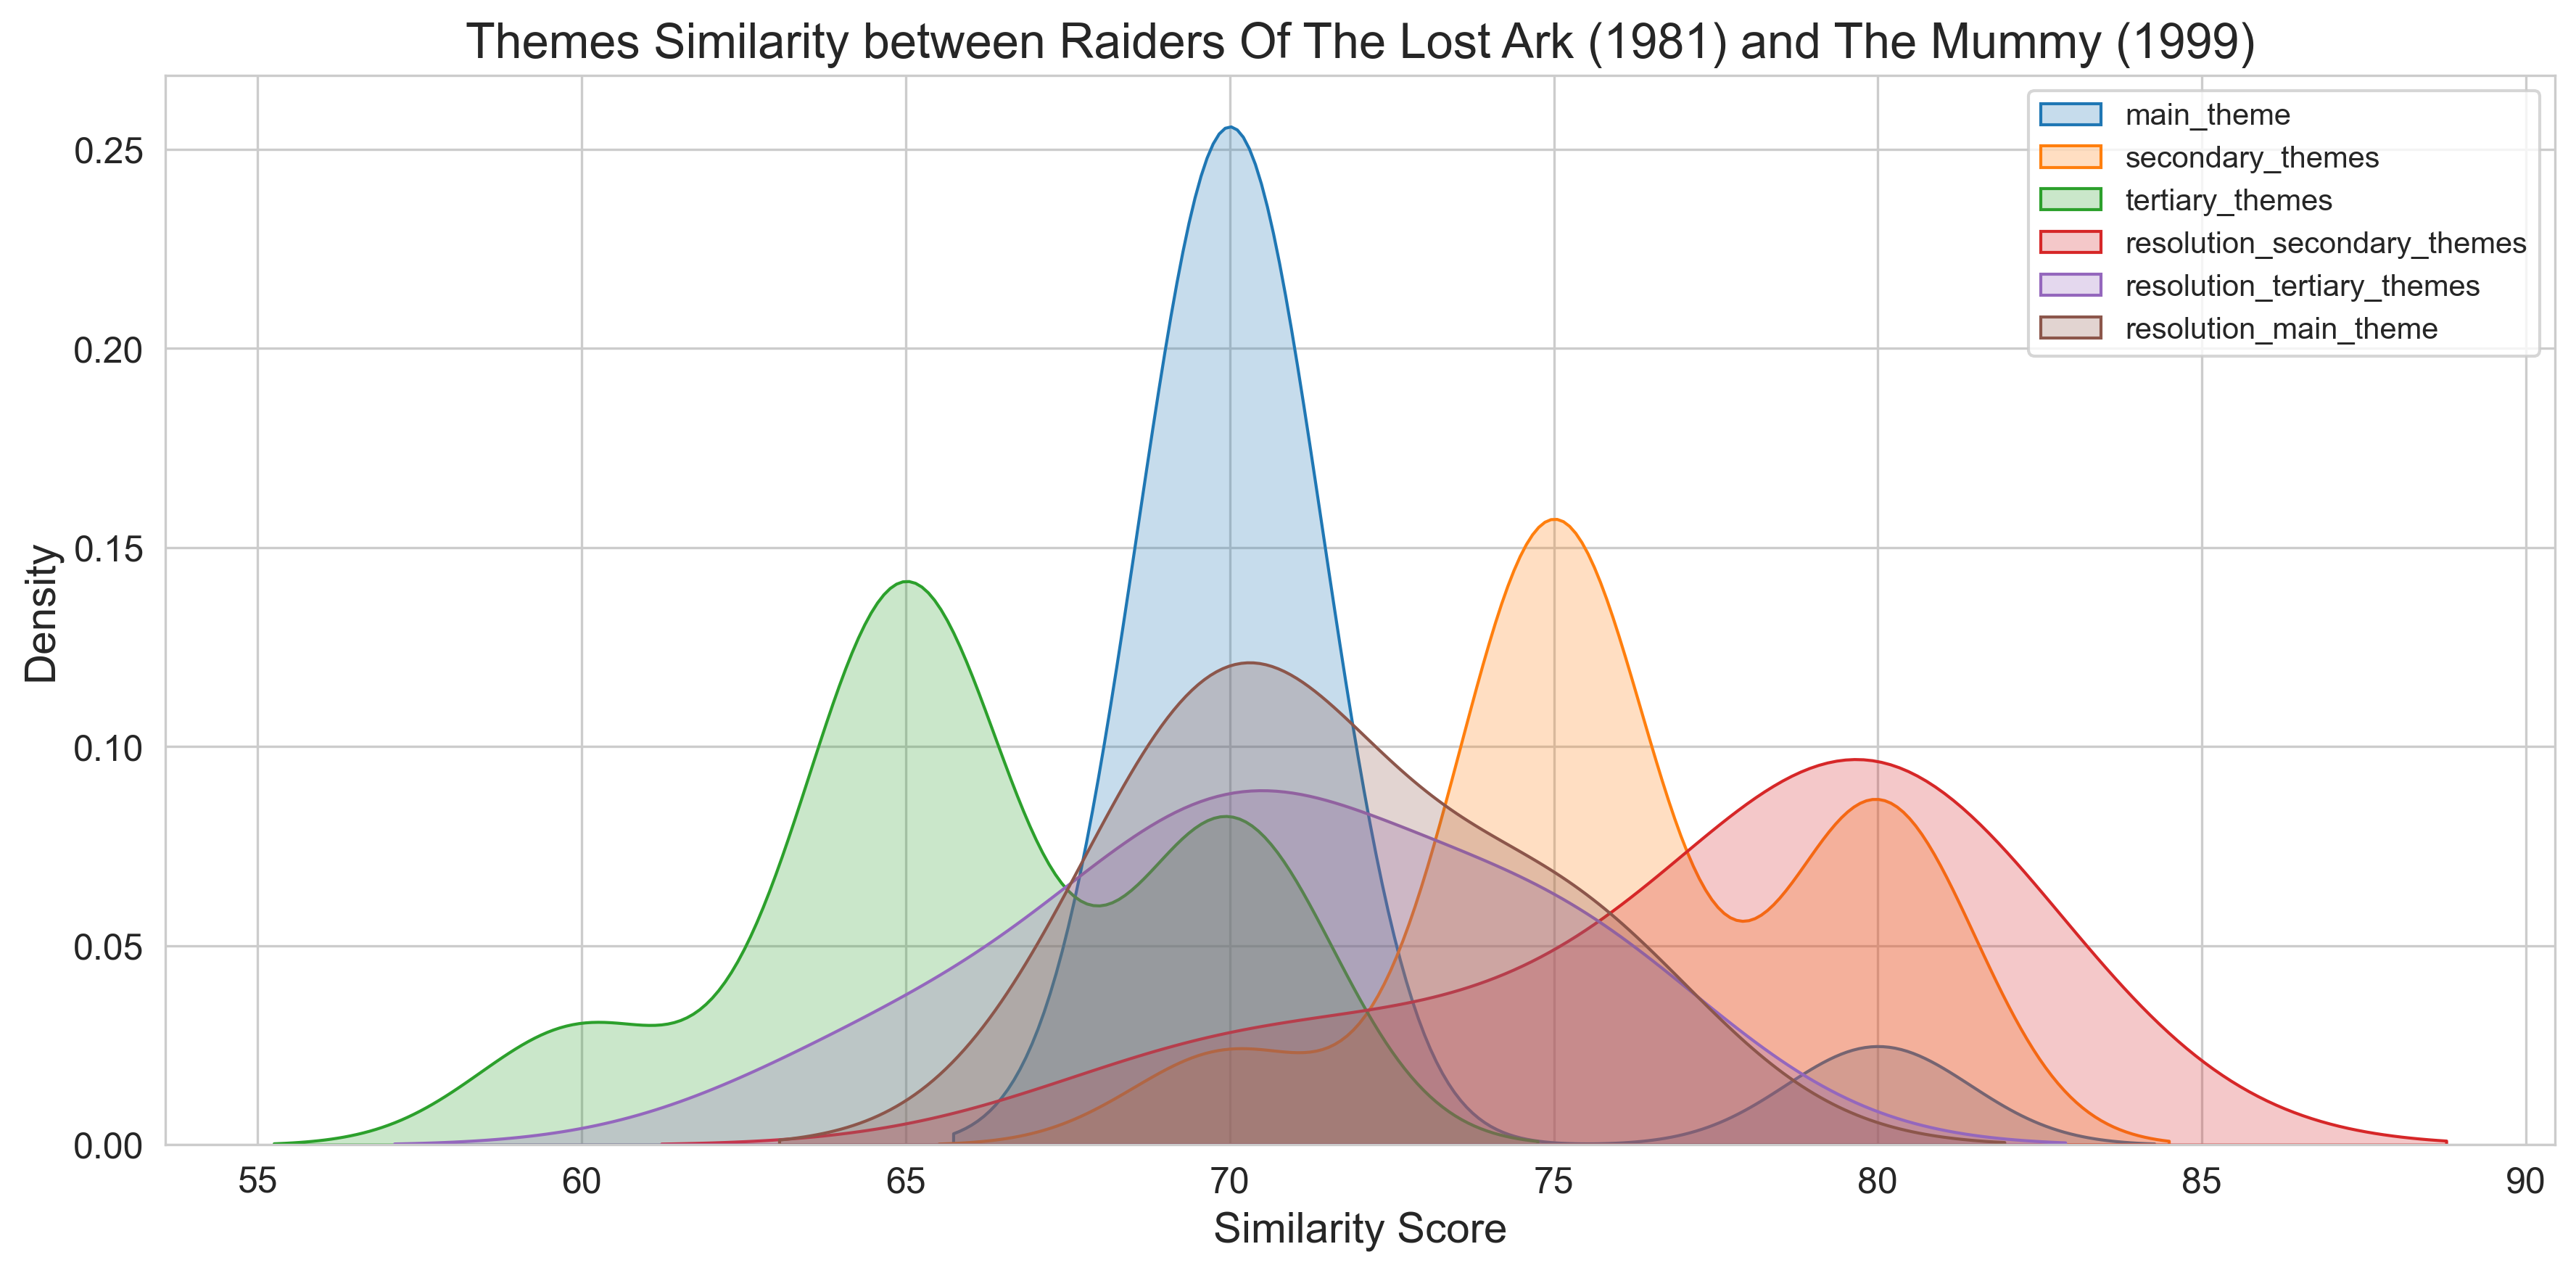 Themes Similarity between Raiders Of The Lost Ark (1981) and The Mummy (1999)
main_theme
secondary_themes
tertiary_themes
resolution_secondary_themes
resolution_tertiary_themes
resolution_main_theme
Density
0.25
0.20
0.15
0.10
0.05
0.00
55 60 65 70 75 80 85 90
Similarity Score